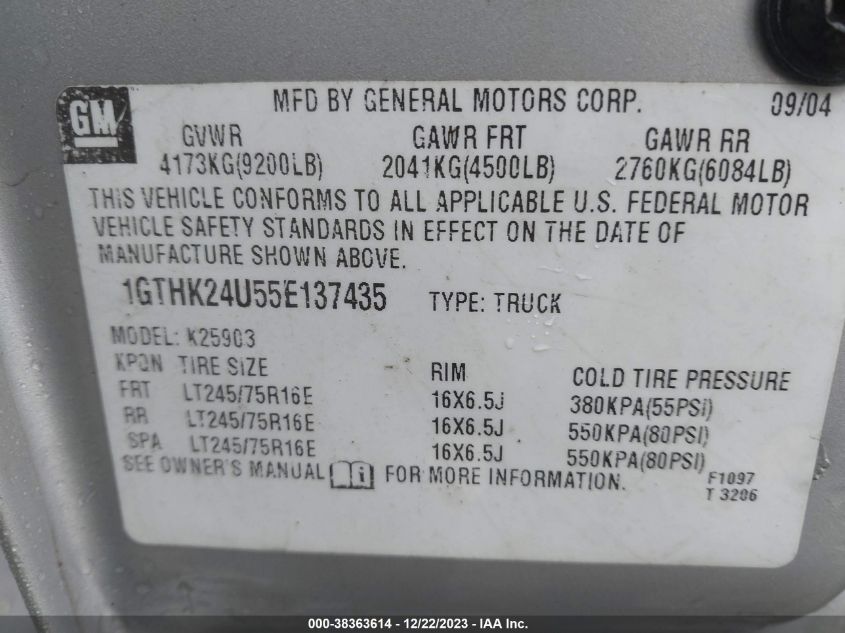 GM
MFD BY GENERAL MOTORS CORP. 09/04
GVWR GAWR FRT GAWR RR
4173KG(9200LB) 2041KG(4500LB) 2760KG(6084LB)
THIS VEHICLE CONFORMS TO ALL APPLICABLE U.S. FEDERAL MOTOR
VEHICLE SAFETY STANDARDS IN EFFECT ON THE DATE OF
MANUFACTURE SHOWN ABOVE.
1GTHK24U55E137435 TYPE: TRUCK
MODEL: K25903
KPQN TIRE SIZE RIM COLD TIRE PRESSURE
FRT LT245/75R16E 16X6.5J 380KPA(55PSI)
RR LT245/75R16E 16X6.5J 550KPA(80PSI)
SPA LT245/75R16E 16X6.5J 550KPA(80PSI)
SEE OWNER'S MANUAL i FOR MORE INFORMATION.
F1097
T 3206
000-38363614 - 12/22/2023 - IAA Inc.